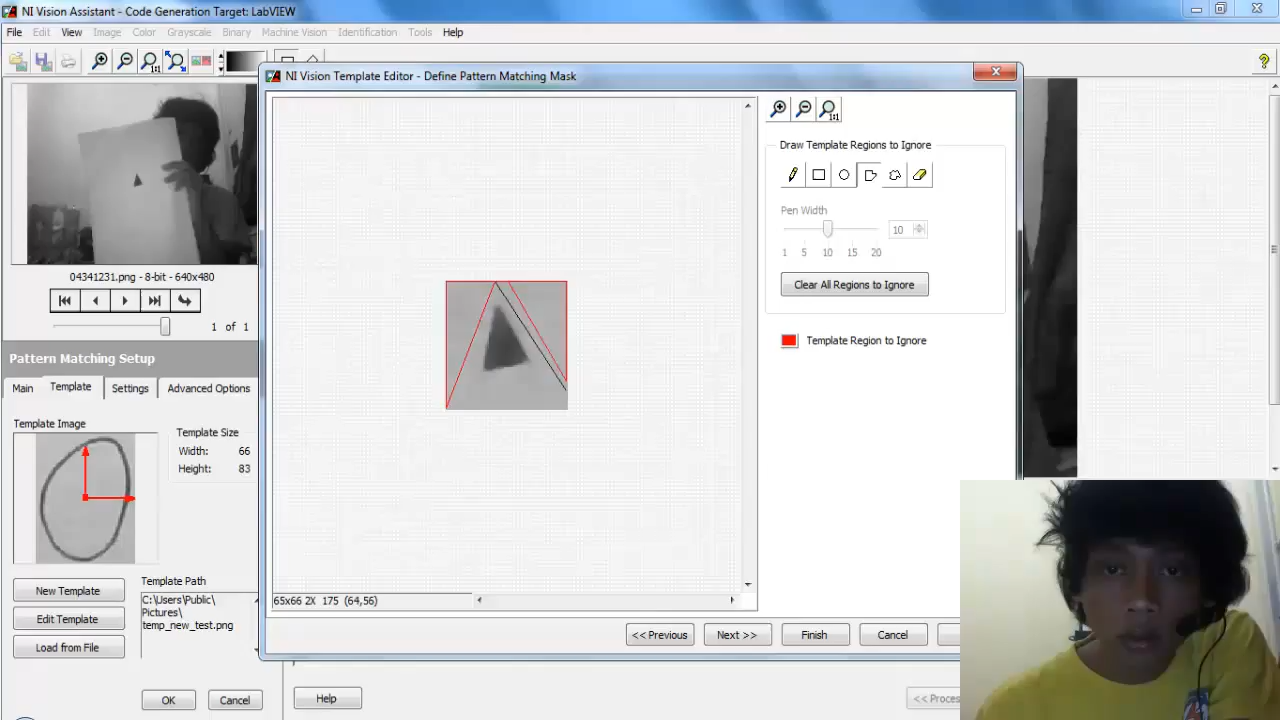 NI Vision Assistant - Code Generation Target: LabVIEW
File Edit View Image Color Grayscale Binary Machine Vision Identification Tools Help
1:1
?
NI Vision Template Editor - Define Pattern Matching Mask
1:1
Draw Template Regions to Ignore
Pen Width
10
1 5 10 15 20
Clear All Regions to Ignore
Template Region to Ignore
04341231.png - 8-bit - 640x480
1 of 1
Pattern Matching Setup
Main Template Settings Advanced Options
Template Image
Template Size
Width: 66
Height: 83
New Template
Edit Template
Load from File
Template Path
C:\Users\Public\
Pictures\
temp_new_test.png
OK Cancel
65x66 2X 175 (64,56)
<< Previous Next >> Finish Cancel
Help
<< Proces